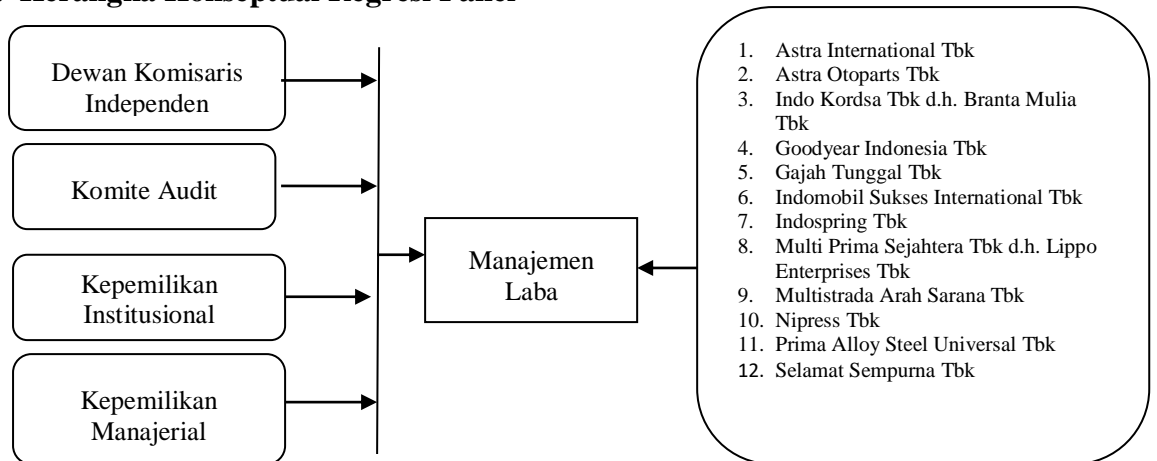 Kerangka Konseptual Regresi Panel
Dewan Komisaris
Independen
Komite Audit
Kepemilikan
Institusional
Kepemilikan
Manajerial
Manajemen
Laba
1. Astra International Tbk
2. Astra Otoparts Tbk
3. Indo Kordsa Tbk d.h. Branta Mulia
Tbk
4. Goodyear Indonesia Tbk
5. Gajah Tunggal Tbk
6. Indomobil Sukses International Tbk
7. Indospring Tbk
8. Multi Prima Sejahtera Tbk d.h. Lippo
Enterprises Tbk
9. Multistrada Arah Sarana Tbk
10. Nipress Tbk
11. Prima Alloy Steel Universal Tbk
12. Selamat Sempurna Tbk